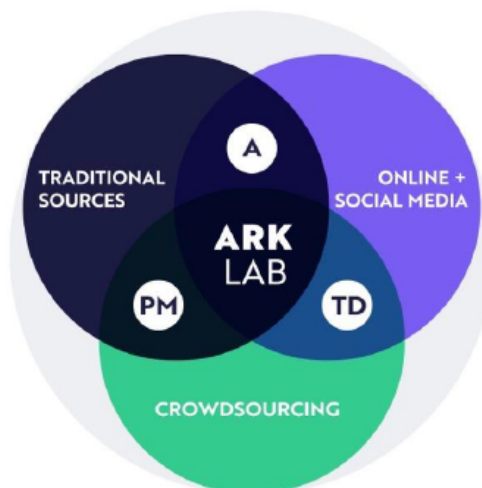 A
TRADITIONAL
SOURCES
ONLINE +
SOCIAL MEDIA
ARK
LAB
PM
TD
CROWDSOURCING